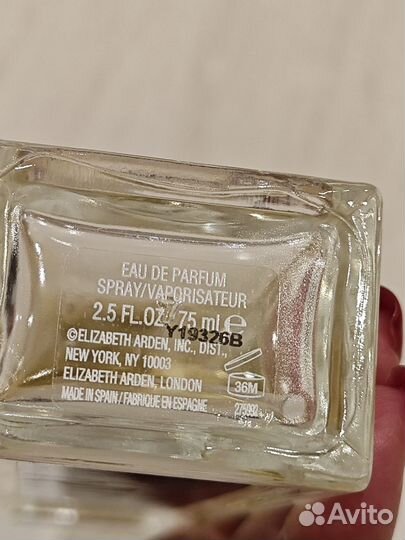 EAU DE PARFUM
SPRAY/VAPORISATEUR
2.5 FL.OZ./75 ml ℮
Y19326B
©ELIZABETH ARDEN, INC., DIST.,
NEW YORK, NY 10003
ELIZABETH ARDEN, LONDON
MADE IN SPAIN / FABRIQUÉ EN ESPAGNE
36M
Avito